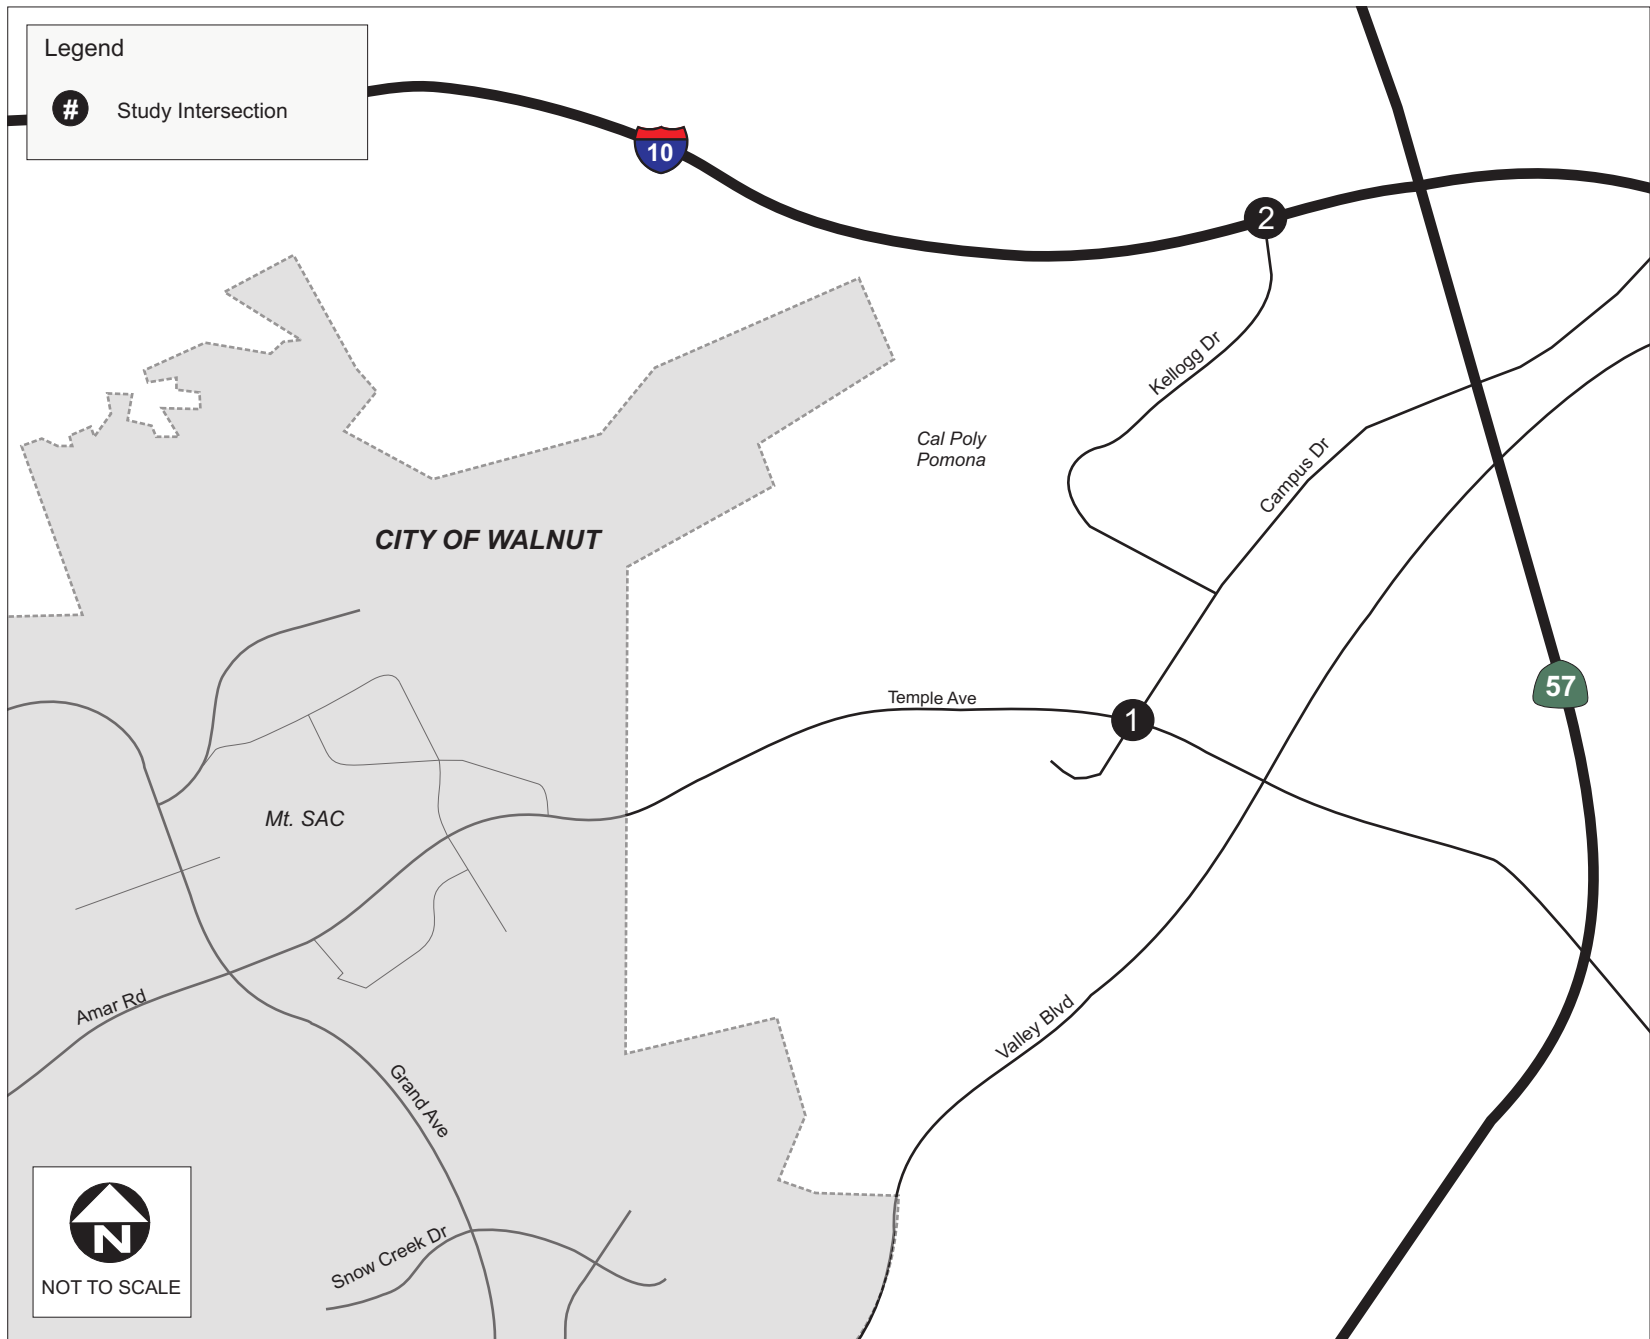 Legend
# Study Intersection
10
2
Kellogg Dr
Cal Poly
Pomona
Campus Dr
CITY OF WALNUT
57
Temple Ave
1
Mt. SAC
Amar Rd
Valley Blvd
Grand Ave
Snow Creek Dr
N
NOT TO SCALE